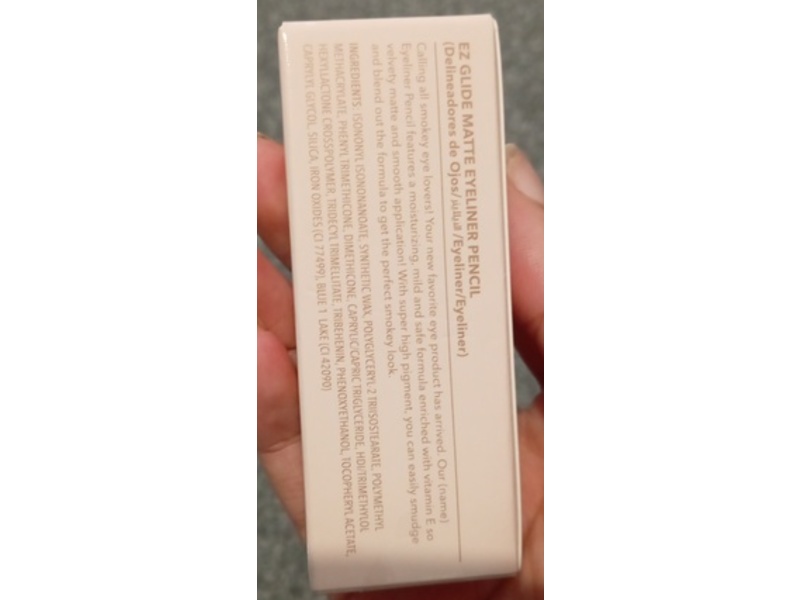 EZ GLIDE MATTE EYELINER PENCIL
(Delineadores de Ojos/ /Eyeliner/Eyeliner)
Calling all smokey eye lovers! Your new favorite eye product has arrived. Our (name)
Eyeliner Pencil features a moisturizing, mild and safe formula enriched with vitamin E so
velvety matte and smooth application! With super high pigment, you can easily smudge
and blend out the formula to get the perfect smokey look.
INGREDIENTS: ISONONYL ISONONANOATE, SYNTHETIC WAX, POLYGLYCERYL 2 TRIISOSTEARATE, POLYMETHYL
METHACRYLATE, PHENYL TRIMETHICONE, DIMETHICONE, CAPRYLIC/CAPRIC TRIGLYCERIDE, HDI/TRIMETHYLOL
HEXYLLACTONE CROSSPOLYMER, TRIDECYL TRIMELLITATE, TRIBEHENIN, PHENOXYETHANOL, TOCOPHERYL ACETATE,
CAPRYLYL GLYCOL, SILICA, IRON OXIDES (CI 77499), BLUE 1 LAKE (CI 42090)